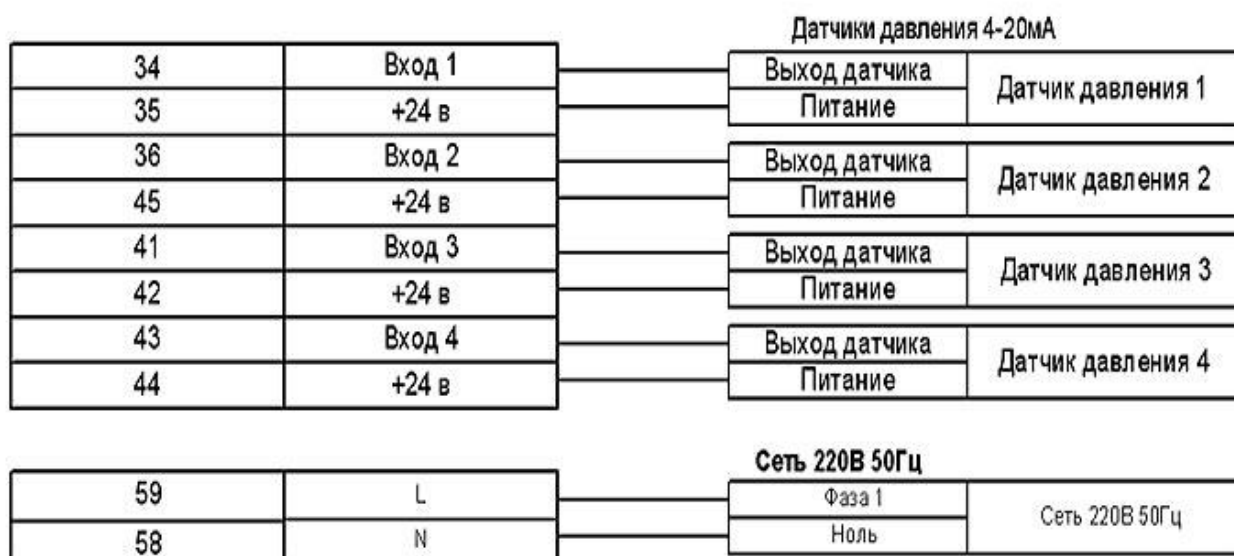 Датчики давления 4-20мА
34 Вход 1 Выход датчика Датчик давления 1
35 +24 в Питание
36 Вход 2 Выход датчика Датчик давления 2
45 +24 в Питание
41 Вход 3 Выход датчика Датчик давления 3
42 +24 в Питание
43 Вход 4 Выход датчика Датчик давления 4
44 +24 в Питание
Сеть 220В 50Гц
59 L Фаза 1 Сеть 220В 50Гц
58 N Ноль